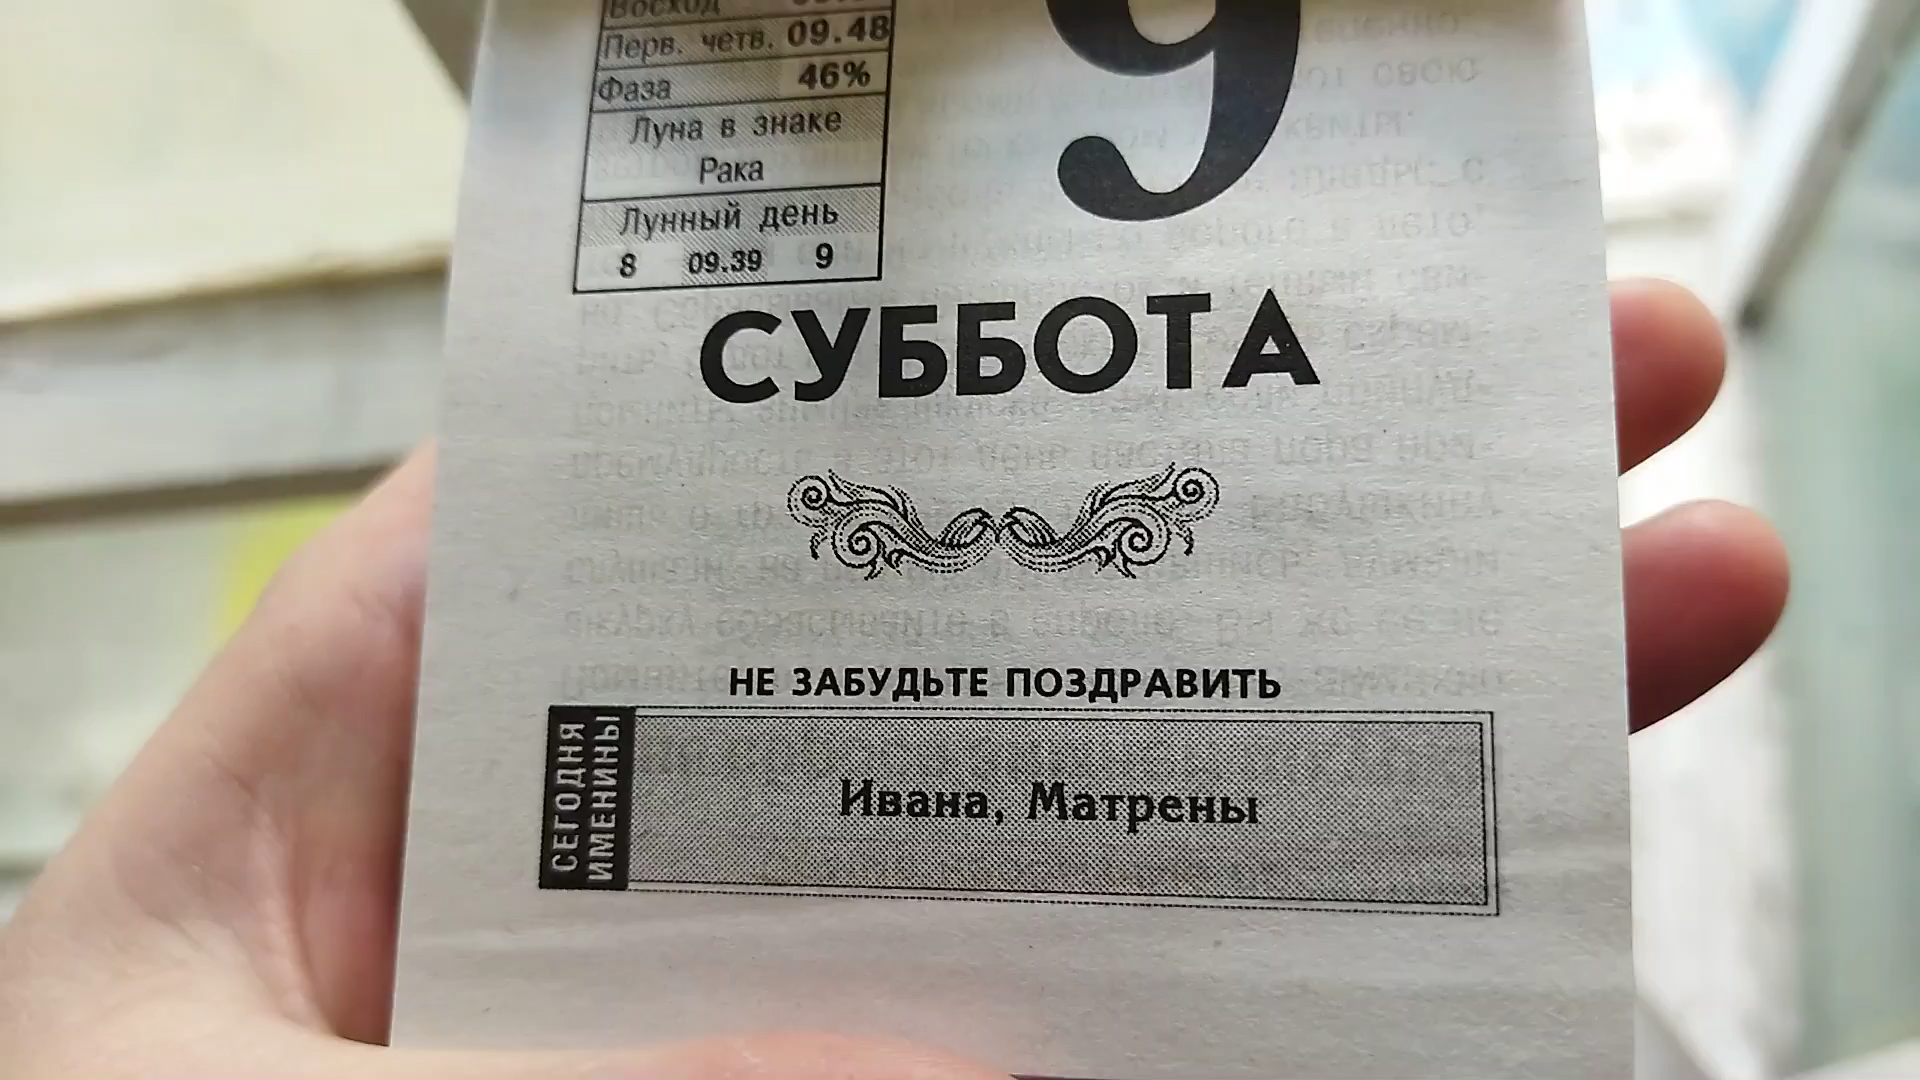 Восход
Перв. четв. 09.48
Фаза 46%
Луна в знаке
Рака
Лунный день
8 09.39 9
9
СУББОТА
НЕ ЗАБУДЬТЕ ПОЗДРАВИТЬ
СЕГОДНЯ
ИМЕНИНЫ
Ивана, Матрены